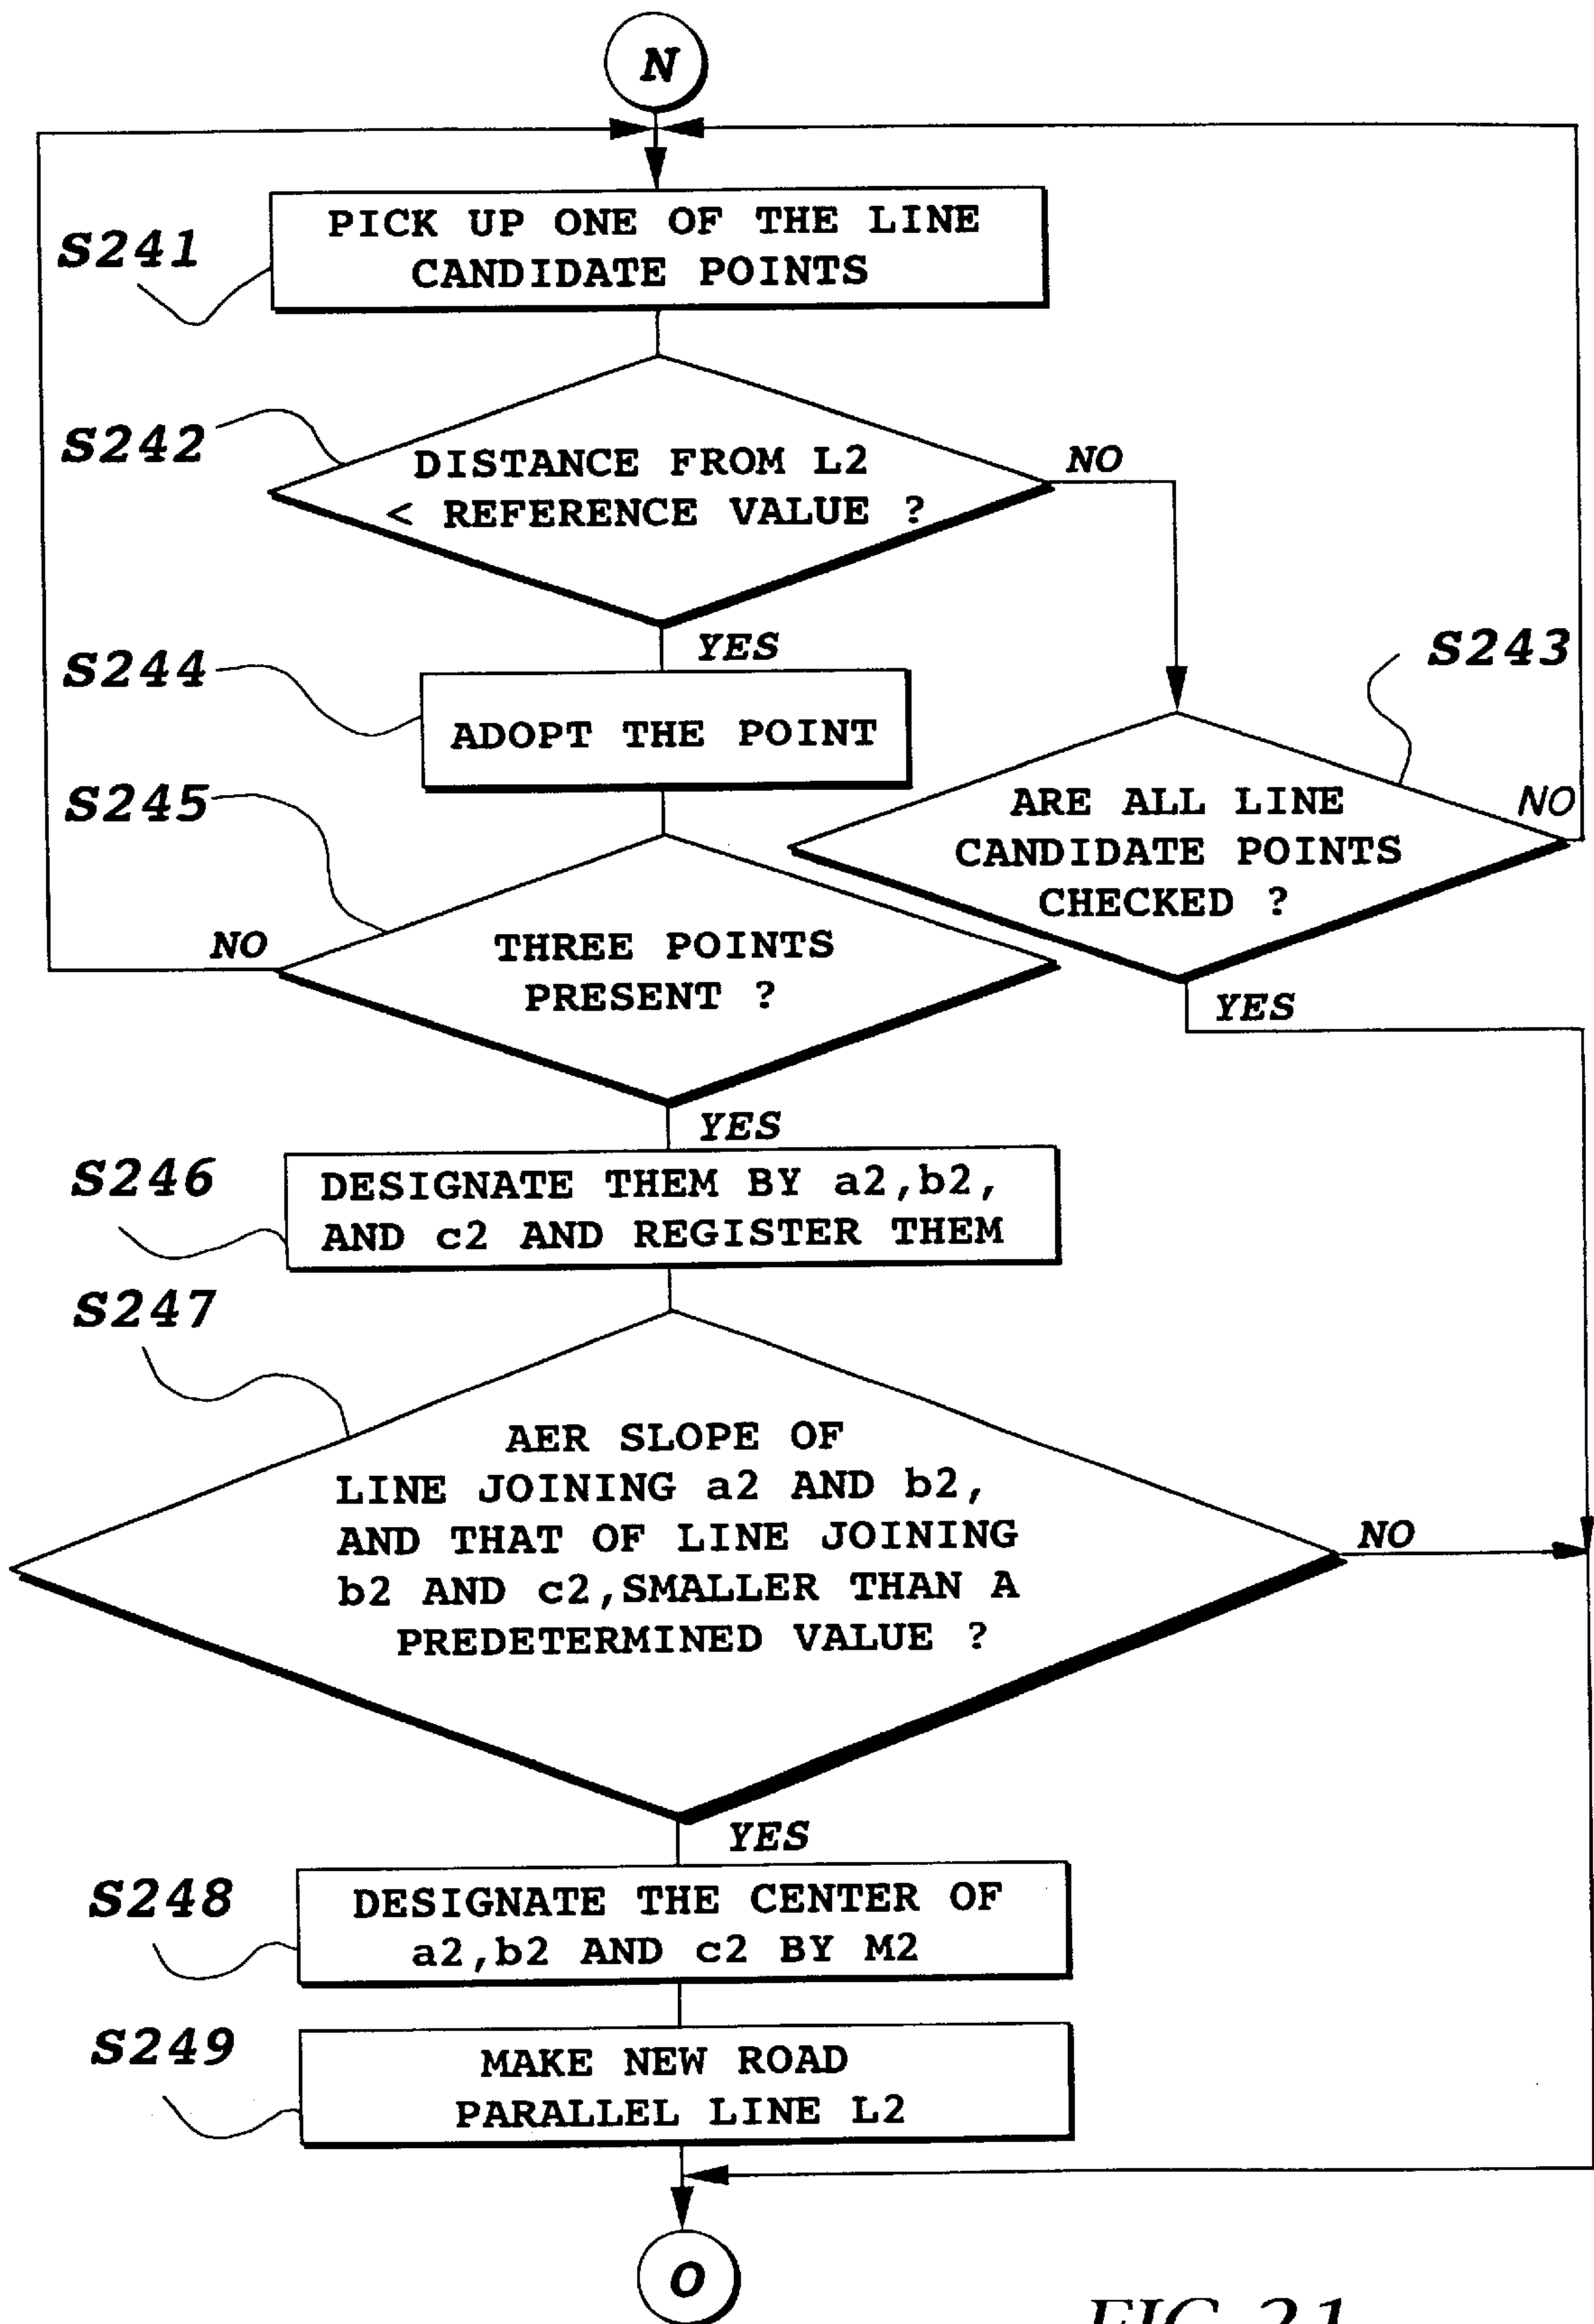 N
S241
PICK UP ONE OF THE LINE
CANDIDATE POINTS
S242
DISTANCE FROM L2
< REFERENCE VALUE ?
NO
YES
S243
S244
ADOPT THE POINT
S245
ARE ALL LINE
CANDIDATE POINTS
CHECKED ?
NO
NO
THREE POINTS
PRESENT ?
YES
YES
S246
DESIGNATE THEM BY a2,b2,
AND c2 AND REGISTER THEM
S247
AER SLOPE OF
LINE JOINING a2 AND b2,
AND THAT OF LINE JOINING
b2 AND c2,SMALLER THAN A
PREDETERMINED VALUE ?
NO
YES
S248
DESIGNATE THE CENTER OF
a2,b2 AND c2 BY M2
S249
MAKE NEW ROAD
PARALLEL LINE L2
O
FIG.21